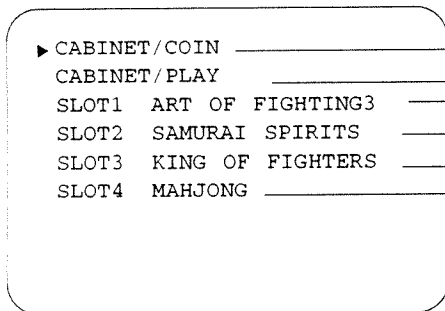 ▶ CABINET/COIN
CABINET/PLAY
SLOT1 ART OF FIGHTING3
SLOT2 SAMURAI SPIRITS
SLOT3 KING OF FIGHTERS
SLOT4 MAHJONG